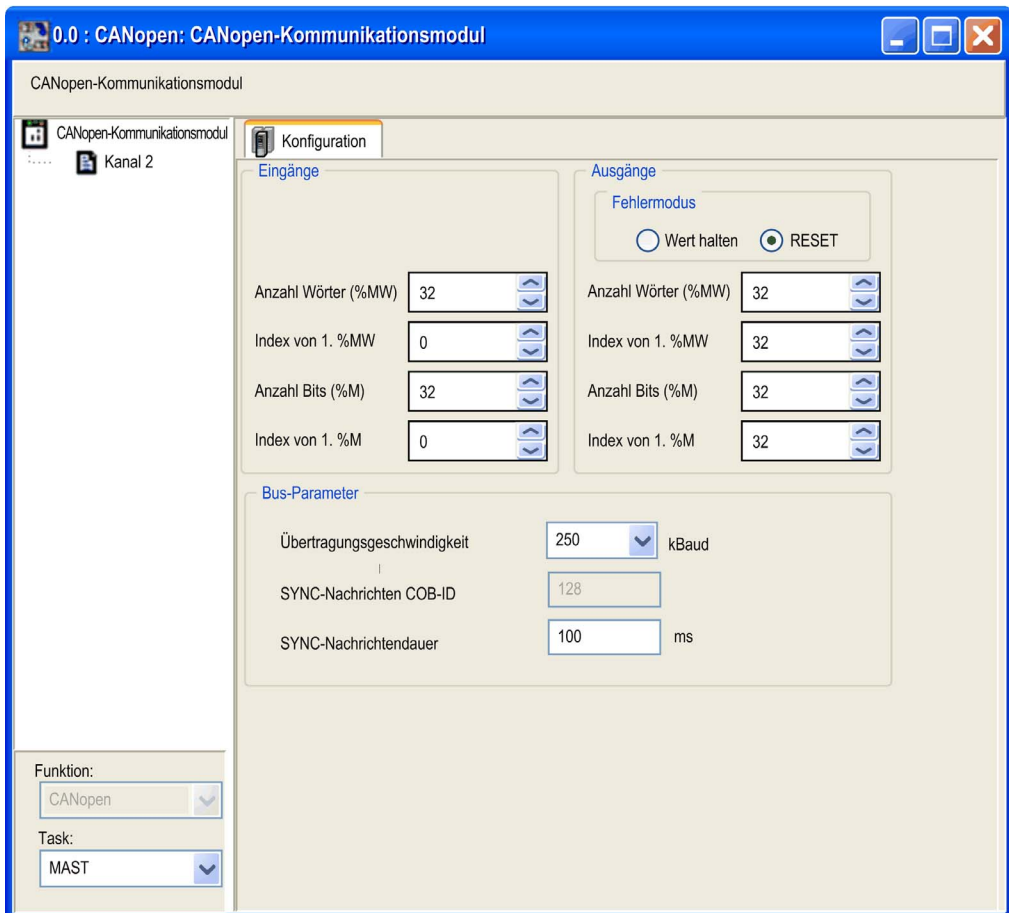 0.0 : CANopen: CANopen-Kommunikationsmodul
CANopen-Kommunikationsmodul
CANopen-Kommunikationsmodul
Kanal 2
Konfiguration
Eingänge
Anzahl Wörter (%MW) 32
Index von 1. %MW 0
Anzahl Bits (%M) 32
Index von 1. %M 0
Ausgänge
Fehlermodus
Wert halten RESET
Anzahl Wörter (%MW) 32
Index von 1. %MW 32
Anzahl Bits (%M) 32
Index von 1. %M 32
Bus-Parameter
Übertragungsgeschwindigkeit 250 kBaud
SYNC-Nachrichten COB-ID 128
SYNC-Nachrichtendauer 100 ms
Funktion:
CANopen
Task:
MAST